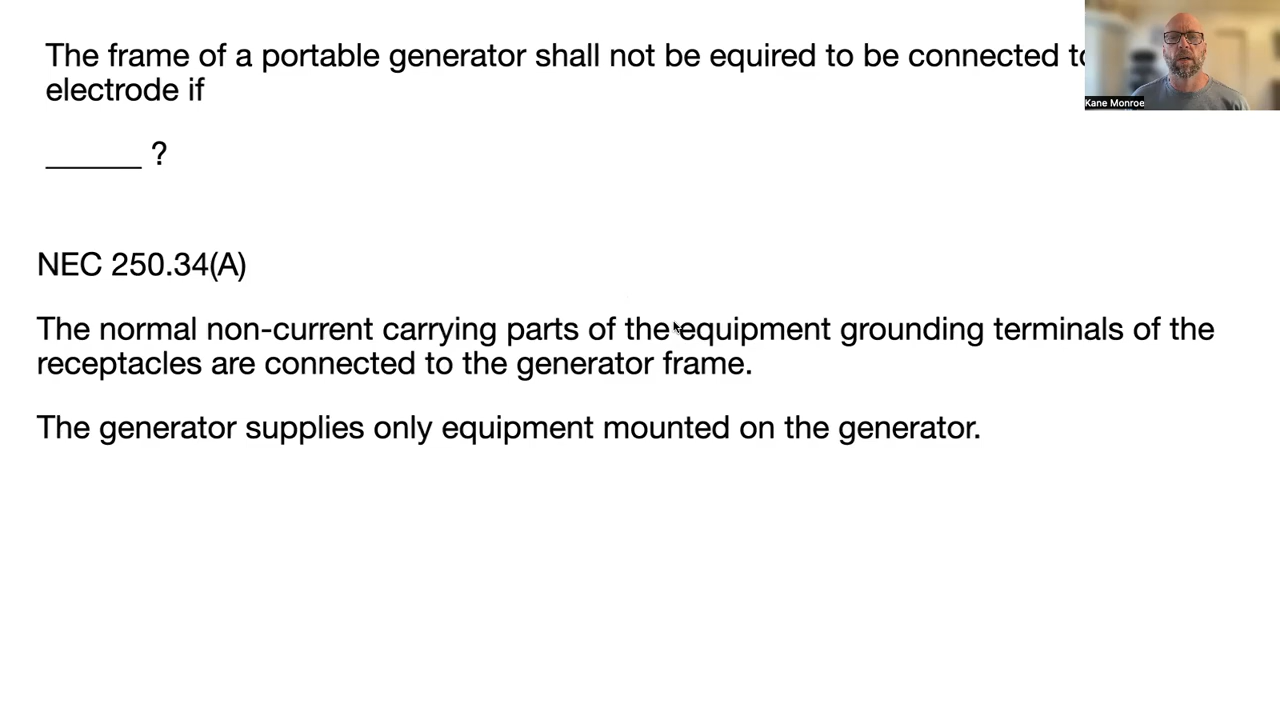 The frame of a portable generator shall not be equired to be connected to
electrode if
______ ?
Kane Monroe
NEC 250.34(A)
The normal non-current carrying parts of the equipment grounding terminals of the
receptacles are connected to the generator frame.
The generator supplies only equipment mounted on the generator.